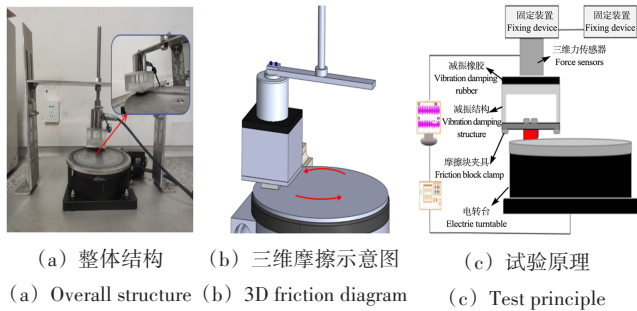 固定装置
Fixing device
固定装置
Fixing device
三维力传感器
Force sensors
减振橡胶
Vibration damping
rubber
减振结构
Vibration damping
structure
摩擦块夹具
Friction block clamp
电转台
Electrie turntable
(a) 整体结构
(a) Overall structure
(b) 三维摩擦示意图
(b) 3D friction diagram
(c) 试验原理
(c) Test principle